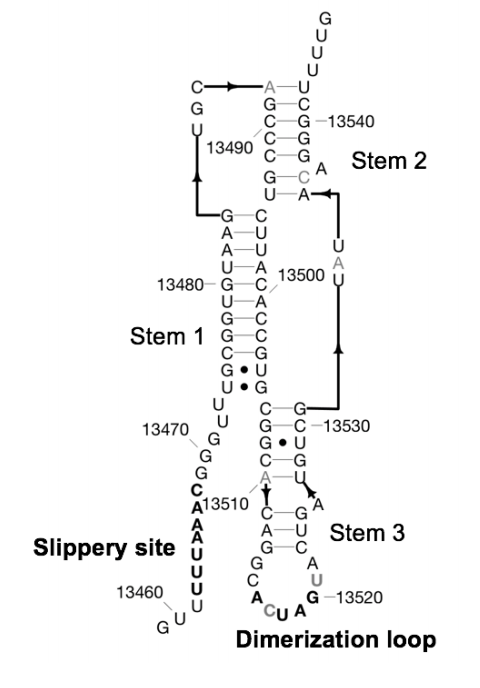 G
U
U
U
C A U
G G C
U C G 13540
13490 C G
C G A Stem 2
G C
U A
G C
A U
A U U
U A A
13480 G C 13500 U
U A
G C
Stem 1 G C
C G
G U
U G
U C G
U G C 13530
13470 G G U
G C G
G A U
C 13510 A
A C G
A A U Stem 3
A G C
Slippery site U G A
U C U
U A G 13520
13460 U C U A
G U
Dimerization loop